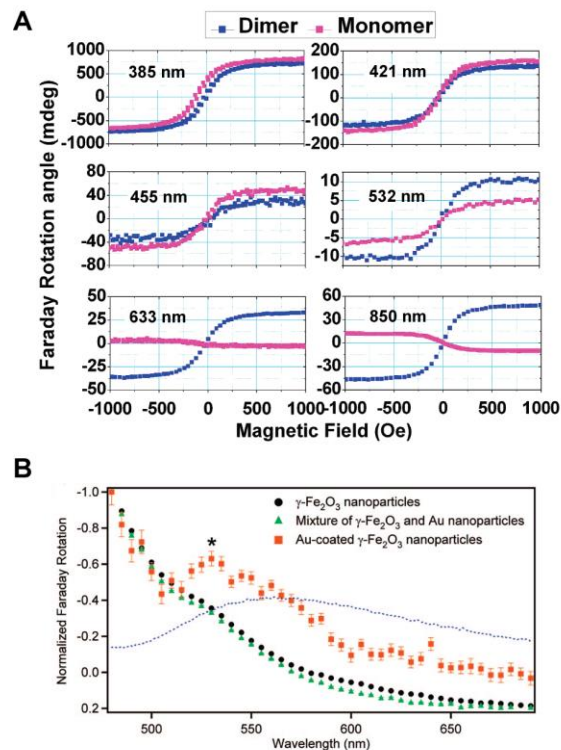 A
Dimer Monomer
385 nm
421 nm
1000
500
0
-500
-1000
200
100
0
-100
-200
455 nm
532 nm
80
40
0
-40
-80
10
5
0
-5
-10
633 nm
850 nm
50
25
0
-25
-50
60
30
0
-30
-60
-1000 -500 0 500 1000
-1000 -500 0 500 1000
Faraday Rotation angle (mdeg)
Magnetic Field (Oe)
B
-1.0
-0.8
-0.6
-0.4
-0.2
0.0
0.2
Normalized Faraday Rotation
γ-Fe₂O₃ nanoparticles
Mixture of γ-Fe₂O₃ and Au nanoparticles
Au-coated γ-Fe₂O₃ nanoparticles
*
500 550 600 650
Wavelength (nm)